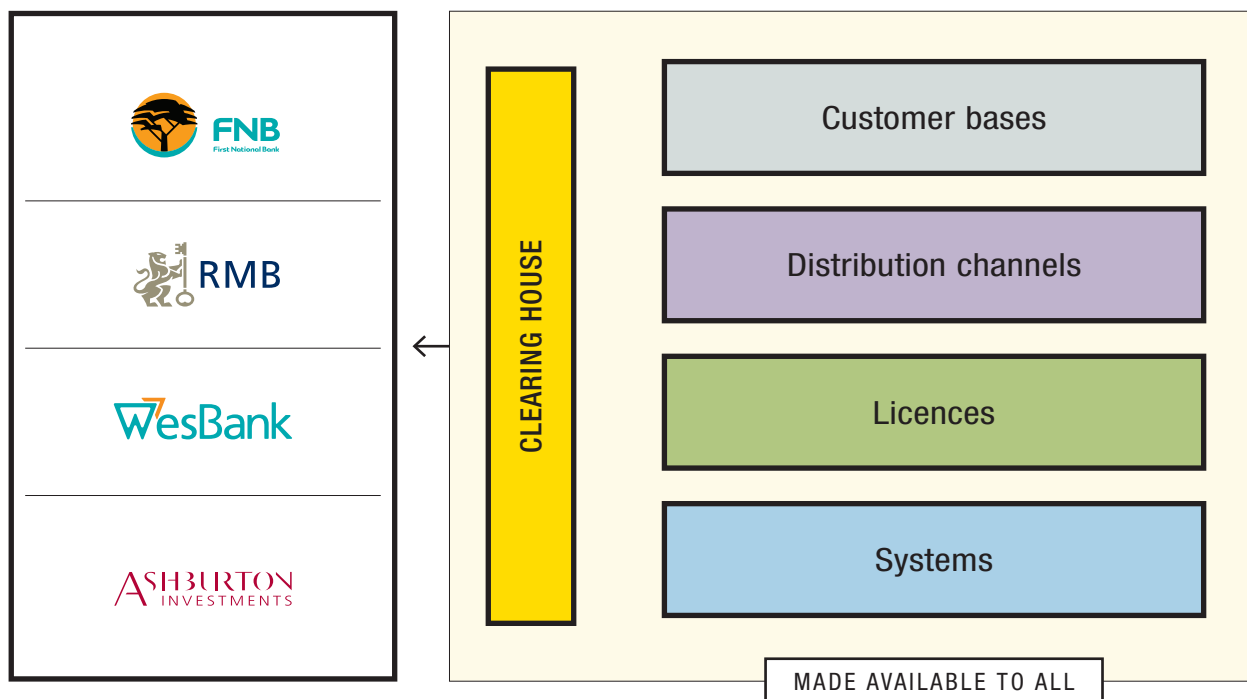 FNB
First National Bank
RMB
WesBank
ASHBURTON
INVESTMENTS
CLEARING HOUSE
Customer bases
Distribution channels
Licences
Systems
MADE AVAILABLE TO ALL